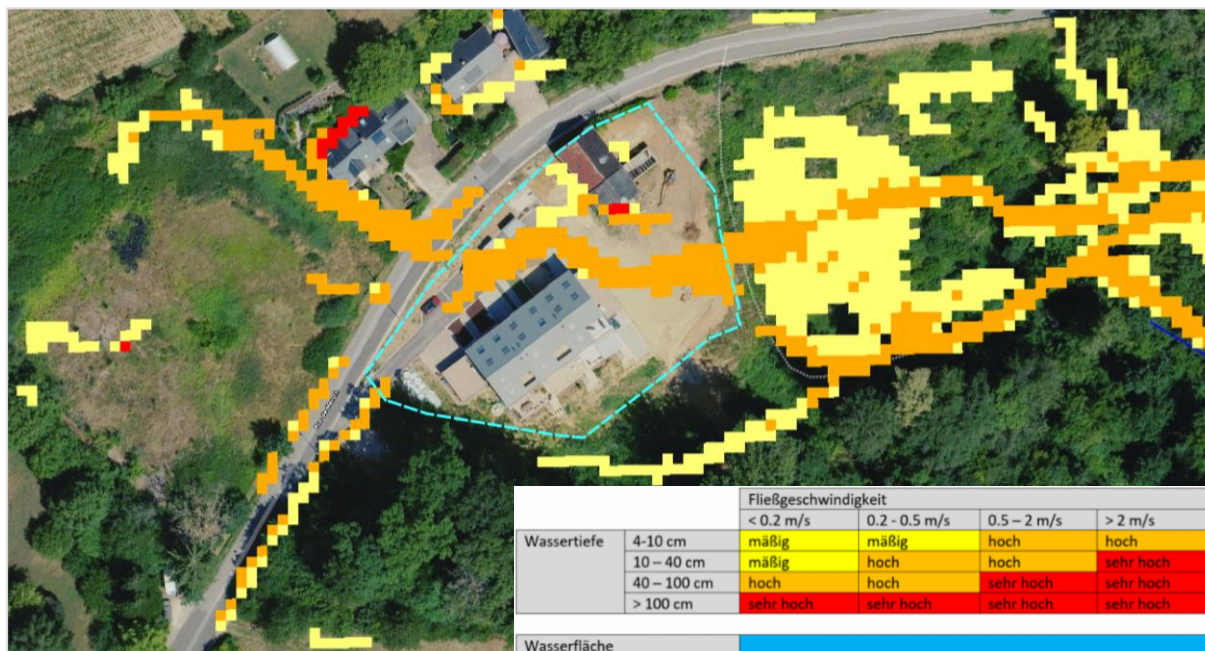 Fließgeschwindigkeit
< 0.2 m/s 0.2 - 0.5 m/s 0.5 – 2 m/s > 2 m/s
Wassertiefe 4-10 cm mäßig mäßig hoch hoch
10 – 40 cm mäßig hoch hoch sehr hoch
40 – 100 cm hoch hoch sehr hoch sehr hoch
> 100 cm sehr hoch sehr hoch sehr hoch sehr hoch
Wasserfläche